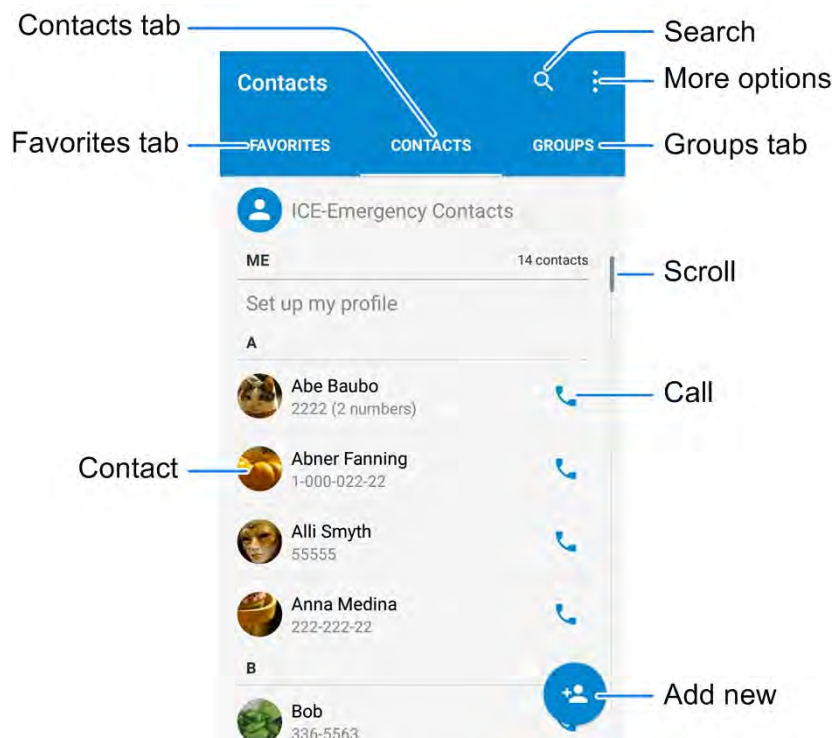 Contacts tab
Search
Contacts
More options
Favorites tab
FAVORITES
CONTACTS
GROUPS
Groups tab
ICE-Emergency Contacts
ME
14 contacts
Scroll
Set up my profile
A
Abe Baubo
2222 (2 numbers)
Call
Contact
Abner Fanning
1-000-022-22
Alli Smyth
55555
Anna Medina
222-222-22
B
Add new
Bob
336-5563